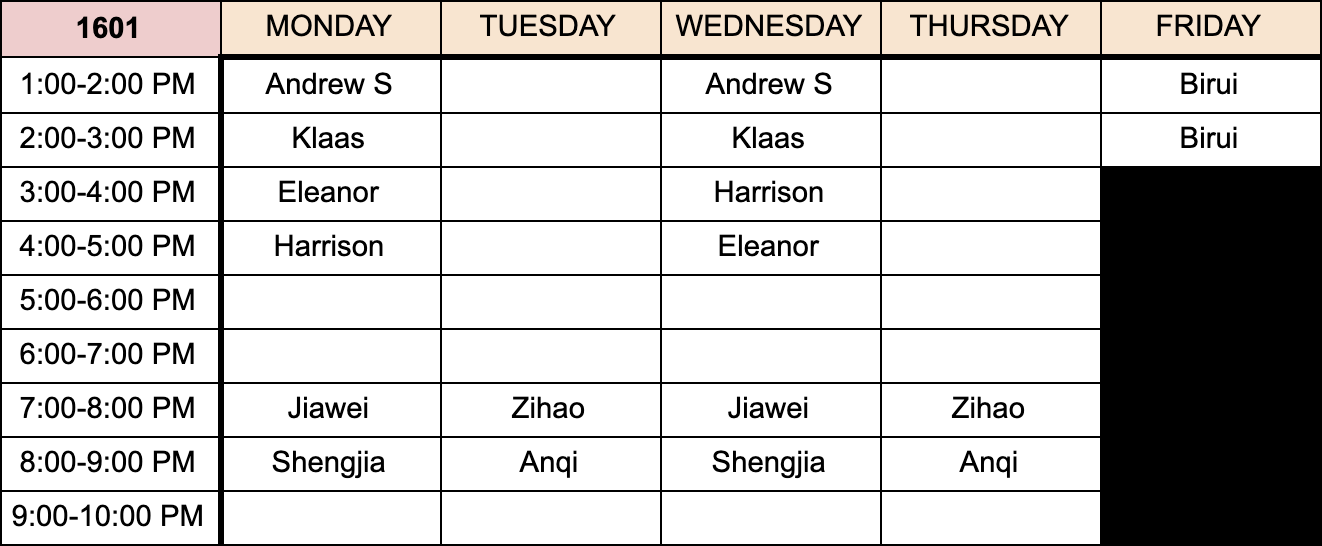 1601 MONDAY TUESDAY WEDNESDAY THURSDAY FRIDAY
1:00-2:00 PM Andrew S Andrew S Birui
2:00-3:00 PM Klaas Klaas Birui
3:00-4:00 PM Eleanor Harrison
4:00-5:00 PM Harrison Eleanor
5:00-6:00 PM
6:00-7:00 PM
7:00-8:00 PM Jiawei Zihao Jiawei Zihao
8:00-9:00 PM Shengjia Anqi Shengjia Anqi
9:00-10:00 PM